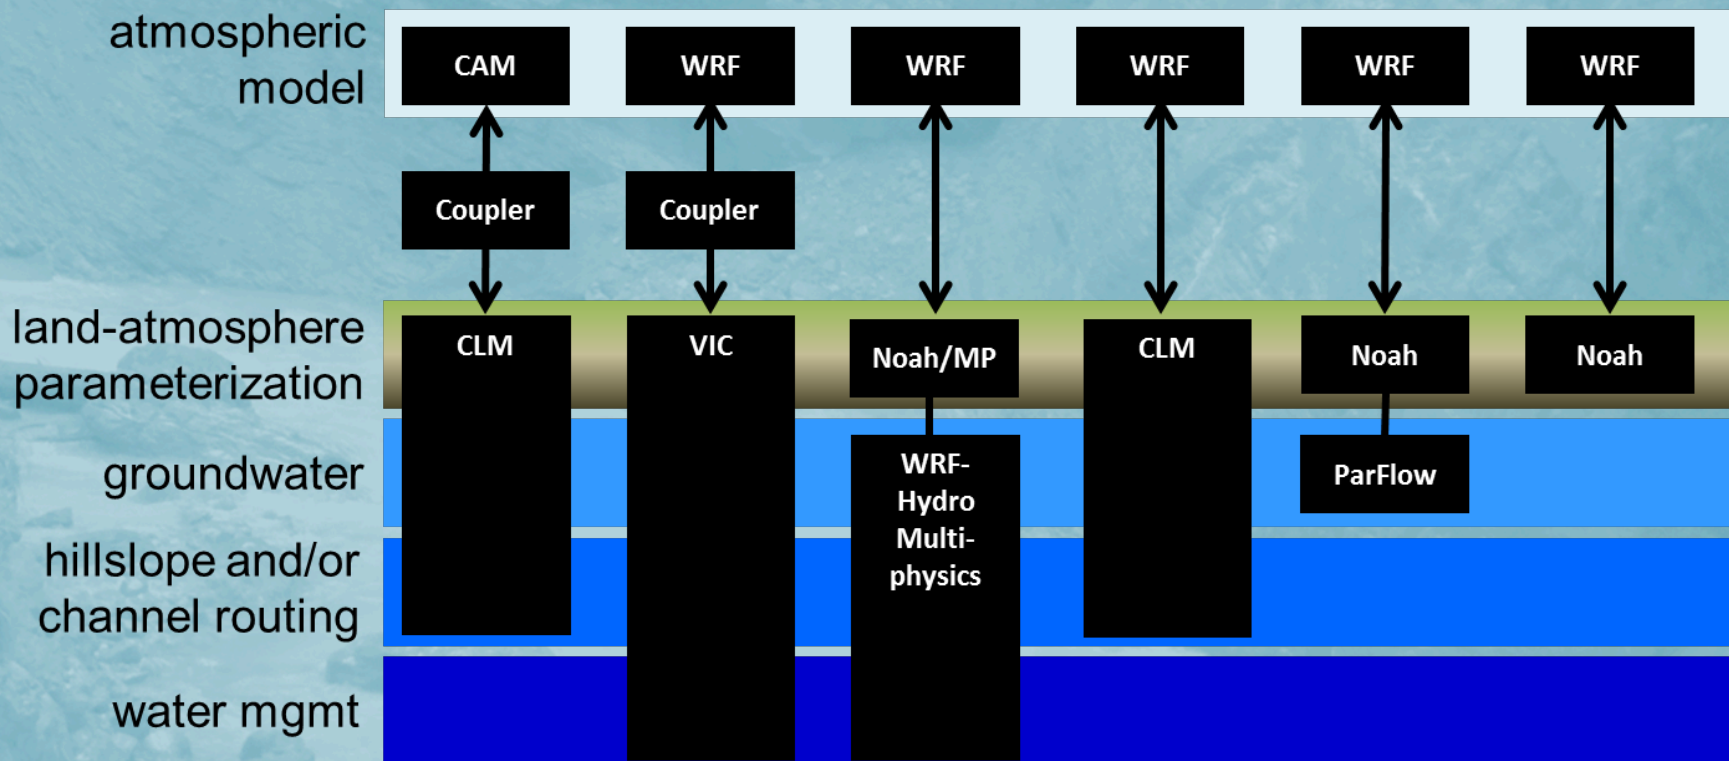 atmospheric
model
CAM
WRF
WRF
WRF
WRF
WRF
Coupler
Coupler
land-atmosphere
parameterization
CLM
VIC
Noah/MP
CLM
Noah
Noah
groundwater
WRF-
Hydro
Multi-
physics
ParFlow
hillslope and/or
channel routing
water mgmt